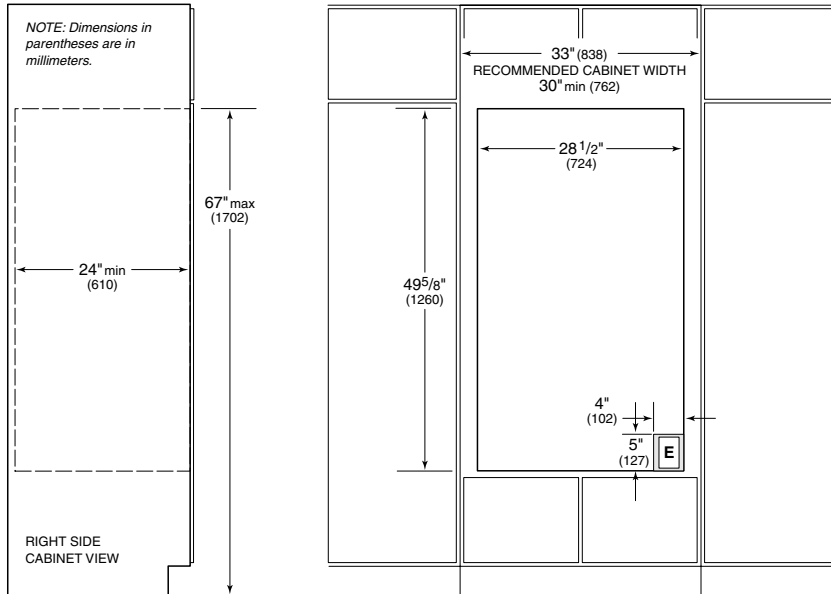 NOTE: Dimensions in
parentheses are in
millimeters.
67" max
(1702)
24" min
(610)
RIGHT SIDE
CABINET VIEW
33" (838)
RECOMMENDED CABINET WIDTH
30" min (762)
28 1/2"
(724)
49 5/8"
(1260)
4"
(102)
5"
(127)
E